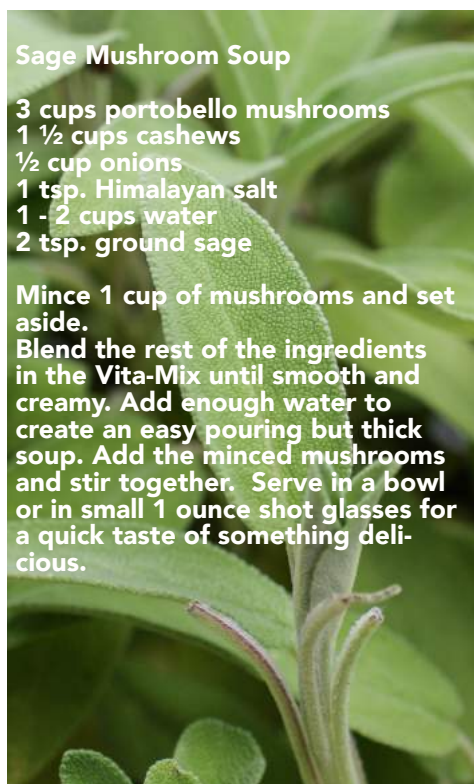 Sage Mushroom Soup
3 cups portobello mushrooms
1 ½ cups cashews
½ cup onions
1 tsp. Himalayan salt
1 - 2 cups water
2 tsp. ground sage
Mince 1 cup of mushrooms and set
aside.
Blend the rest of the ingredients
in the Vita-Mix until smooth and
creamy. Add enough water to
create an easy pouring but thick
soup. Add the minced mushrooms
and stir together.  Serve in a bowl
or in small 1 ounce shot glasses for
a quick taste of something deli-
cious.